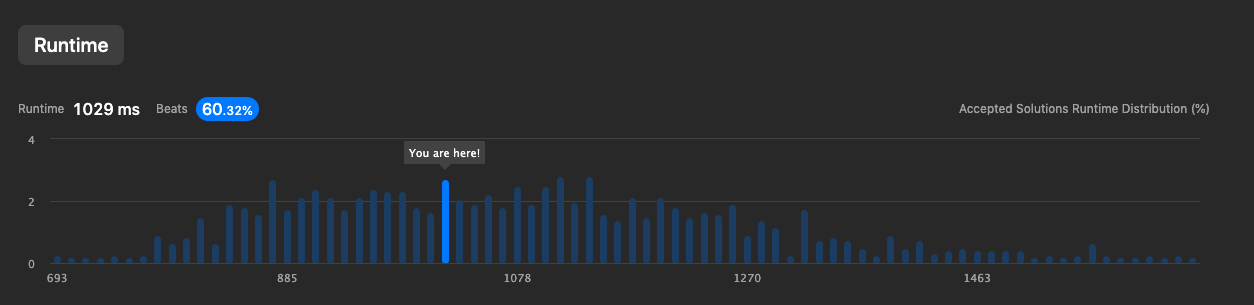 Runtime
Runtime 1029 ms Beats 60.32% Accepted Solutions Runtime Distribution (%)
4
You are here!
2
0
693 885 1078 1270 1463